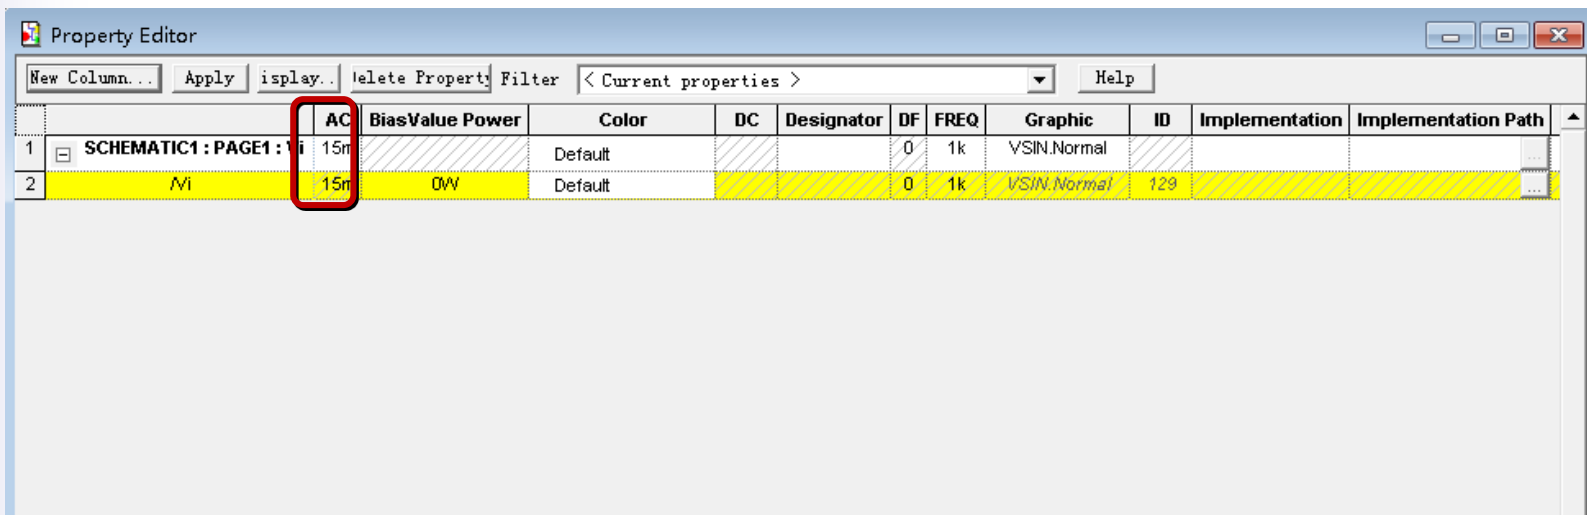 Property Editor
New Column... Apply isplay.. elete Property Filter < Current properties > Help
AC BiasValue Power Color DC Designator DF FREQ Graphic ID Implementation Implementation Path
1 SCHEMATIC1 : PAGE1 : Vi 15m Default 0 1k VSIN.Normal ...
2 /Vi 15m 0W Default 0 1k VSIN.Normal 129 ...